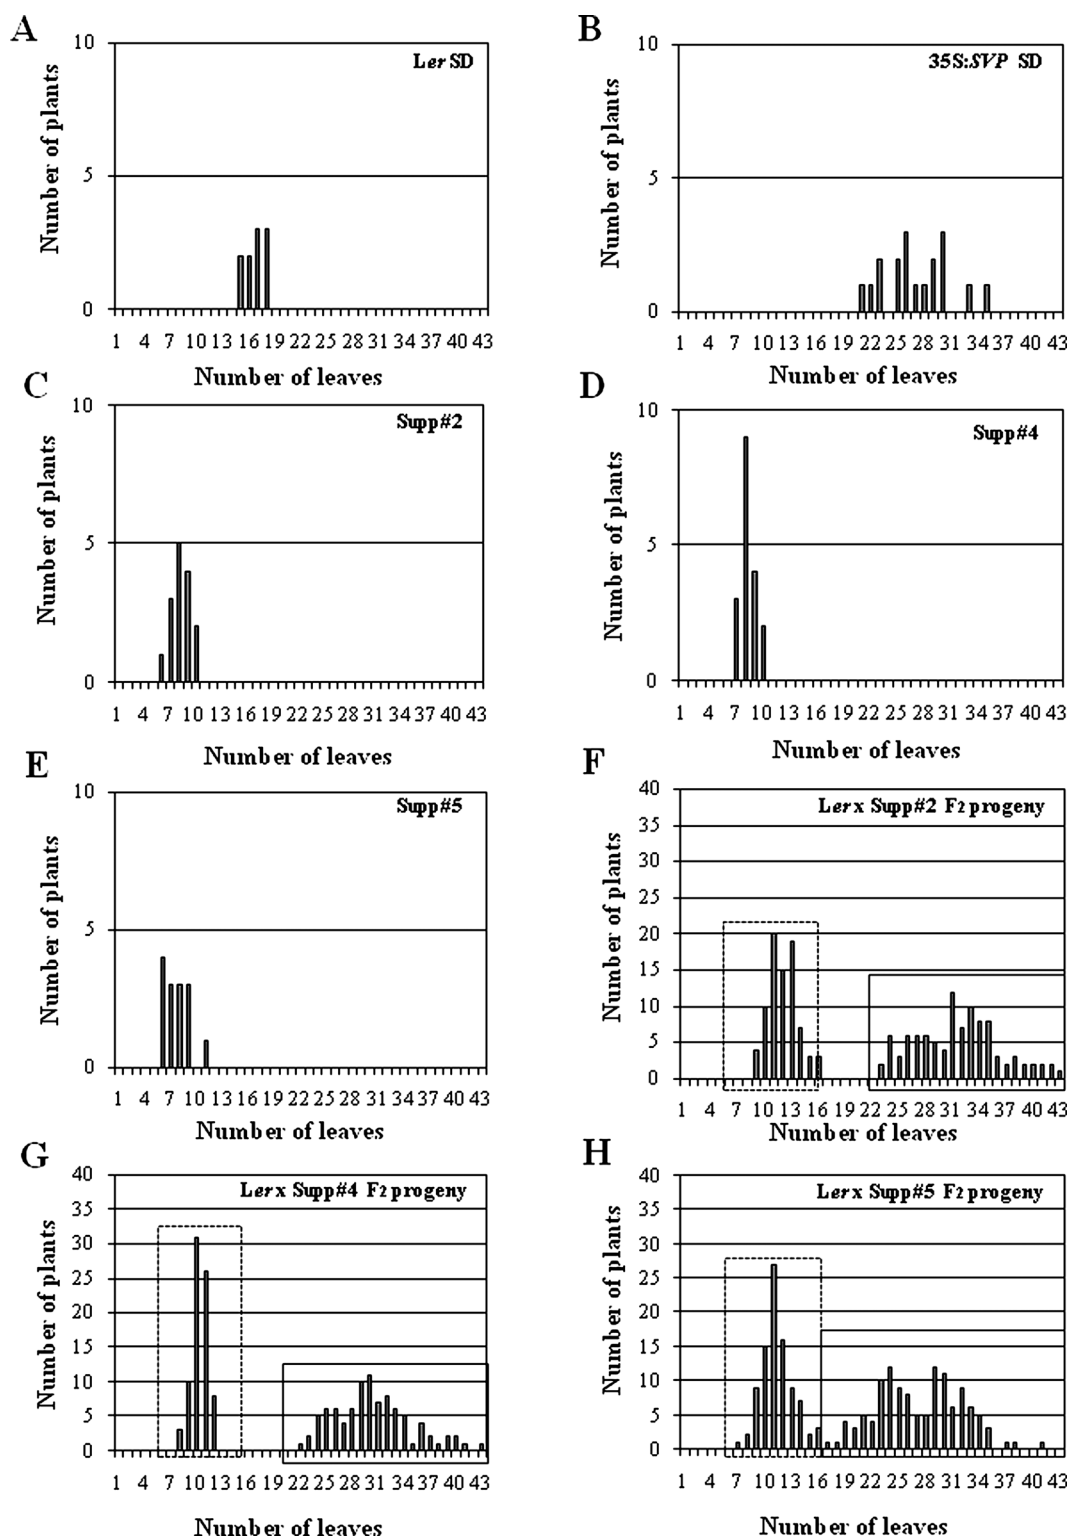 A
B
10
5
0
Number of plants
Ler SD
1 4 7 10 13 16 19 22 25 28 31 34 37 40 43
Number of leaves
10
5
0
Number of plants
35S:SVP SD
1 4 7 10 13 16 19 22 25 28 31 34 37 40 43
Number of leaves
C
D
10
5
0
Number of plants
Supp#2
1 4 7 10 13 16 19 22 25 28 31 34 37 40 43
Number of leaves
10
5
0
Number of plants
Supp#4
1 4 7 10 13 16 19 22 25 28 31 34 37 40 43
Number of leaves
E
F
10
5
0
Number of plants
Supp#5
1 4 7 10 13 16 19 22 25 28 31 34 37 40 43
Number of leaves
40
35
30
25
20
15
10
5
0
Number of plants
Ler x Supp#2 F2 progeny
1 4 7 10 13 16 19 22 25 28 31 34 37 40 43
Number of leaves
G
H
40
35
30
25
20
15
10
5
0
Number of plants
Ler x Supp#4 F2 progeny
1 4 7 10 13 16 19 22 25 28 31 34 37 40 43
Number of leaves
40
35
30
25
20
15
10
5
0
Number of plants
Ler x Supp#5 F2 progeny
1 4 7 10 13 16 19 22 25 28 31 34 37 40 43
Number of leaves